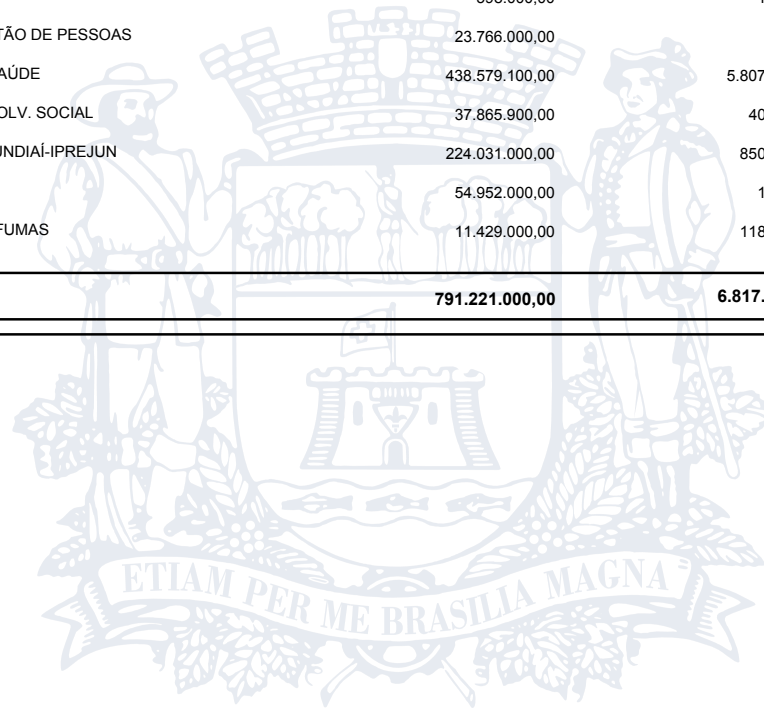 TÃO DE PESSOAS 23.766.000,00
AÚDE 438.579.100,00 5.807
OLV. SOCIAL 37.865.900,00 40
UNDIAÍ-IPREJUN 224.031.000,00 850
54.952.000,00 1
FUMAS 11.429.000,00 118
791.221.000,00 6.817.
ETIAM PER ME BRASILIA MAGNA